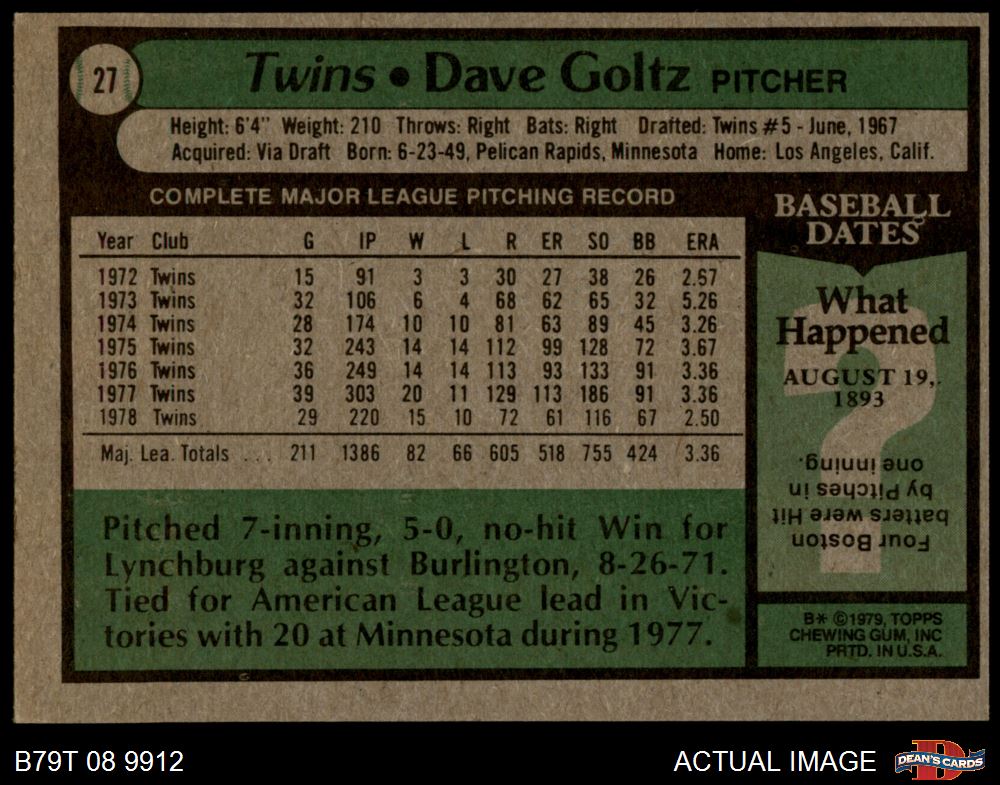 27
Twins • Dave Goltz PITCHER
Height: 6'4" Weight: 210 Throws: Right Bats: Right Drafted: Twins #5 - June, 1967
Acquired: Via Draft Born: 6-23-49, Pelican Rapids, Minnesota Home: Los Angeles, Calif.
COMPLETE MAJOR LEAGUE PITCHING RECORD
Year Club G IP W L R ER SO BB ERA
1972 Twins 15 91 3 3 30 27 38 26 2.67
1973 Twins 32 106 6 4 68 62 65 32 5.26
1974 Twins 28 174 10 10 81 63 89 45 3.26
1975 Twins 32 243 14 14 112 99 128 72 3.67
1976 Twins 36 249 14 14 113 93 133 91 3.36
1977 Twins 39 303 20 11 129 113 186 91 3.36
1978 Twins 29 220 15 10 72 61 116 67 2.50
Maj. Lea. Totals ... 211 1386 82 66 605 518 755 424 3.36
Pitched 7-inning, 5-0, no-hit Win for
Lynchburg against Burlington, 8-26-71.
Tied for American League lead in Vic-
tories with 20 at Minnesota during 1977.
BASEBALL
DATES
What
Happened
AUGUST 19,
1893
?
Four Boston
batters were Hit
by Pitches in
one inning.
B* ©1979, TOPPS
CHEWING GUM, INC
PRTD. IN U.S.A.
B79T 08 9912
ACTUAL IMAGE
D
DEAN'S CARDS